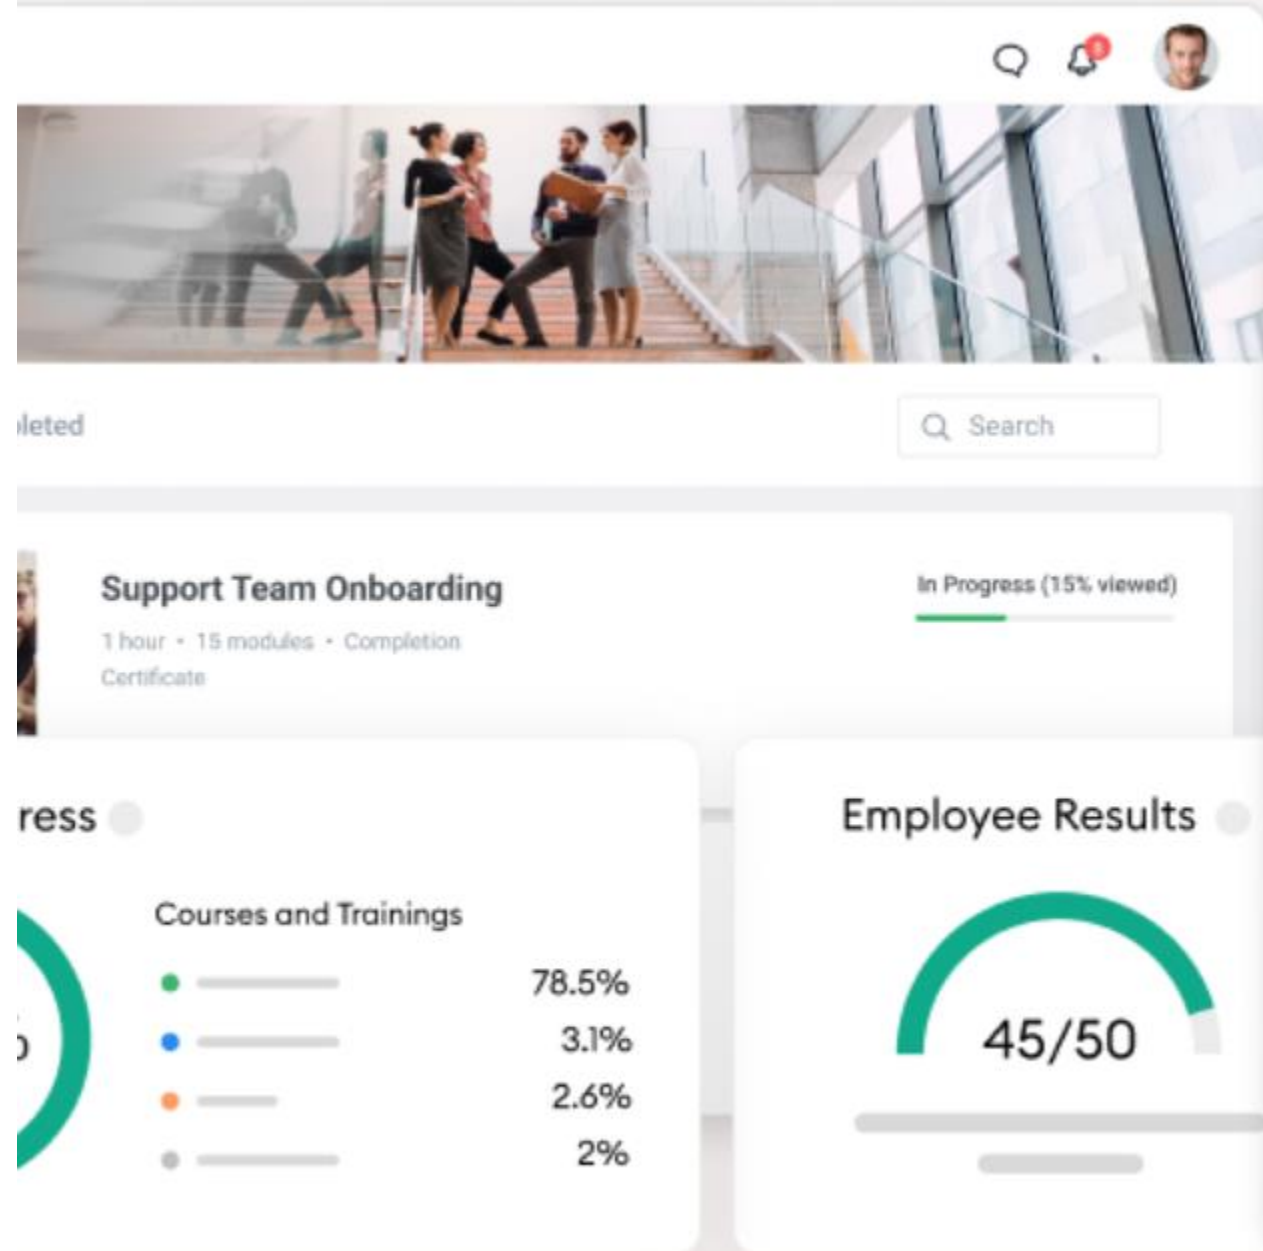 pleted
Search
Support Team Onboarding
In Progress (15% viewed)
1 hour • 15 modules • Completion
Certificate
ress
Courses and Trainings
78.5%
3.1%
2.6%
2%
Employee Results
45/50